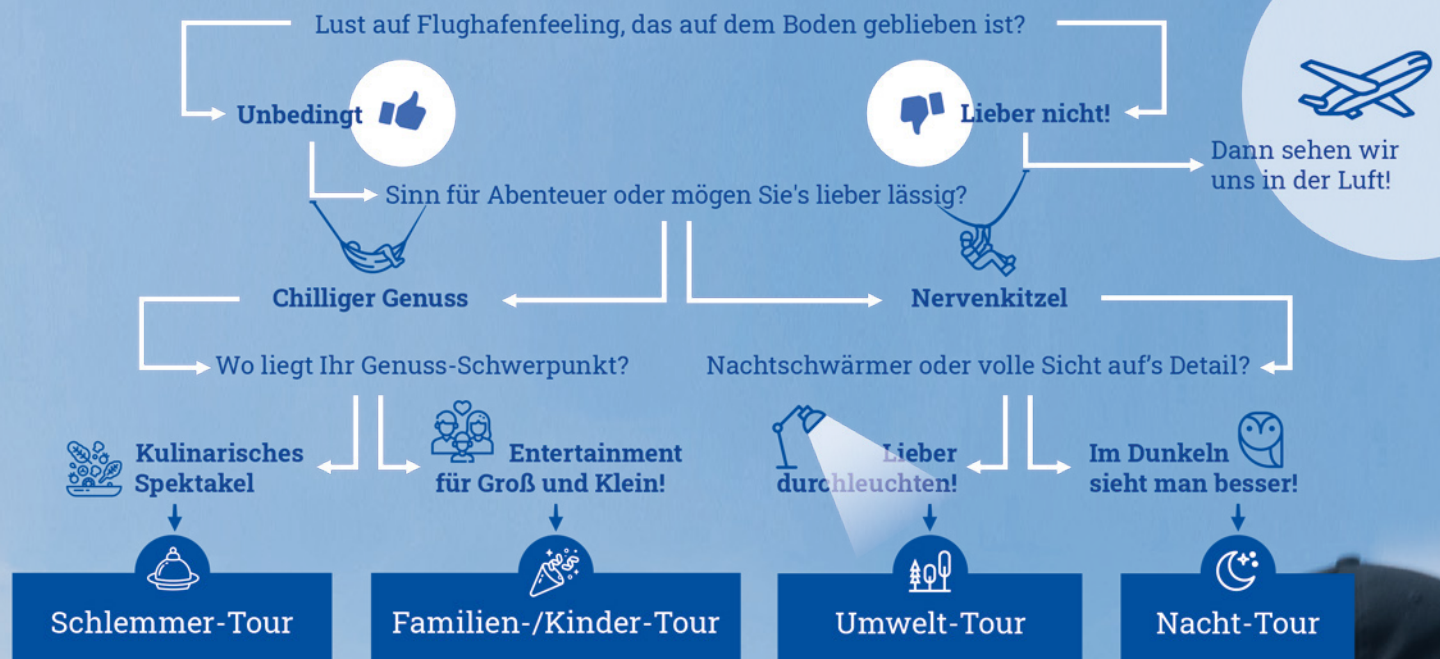 Lust auf Flughafenfeeling, das auf dem Boden geblieben ist?
Unbedingt
Lieber nicht!
Dann sehen wir
uns in der Luft!
Sinn für Abenteuer oder mögen Sie's lieber lässig?
Chilliger Genuss
Nervenkitzel
Wo liegt Ihr Genuss-Schwerpunkt?
Nachtschwärmer oder volle Sicht auf's Detail?
Kulinarisches
Spektakel
Entertainment
für Groß und Klein!
Lieber
durchleuchten!
Im Dunkeln
sieht man besser!
Schlemmer-Tour
Familien-/Kinder-Tour
Umwelt-Tour
Nacht-Tour